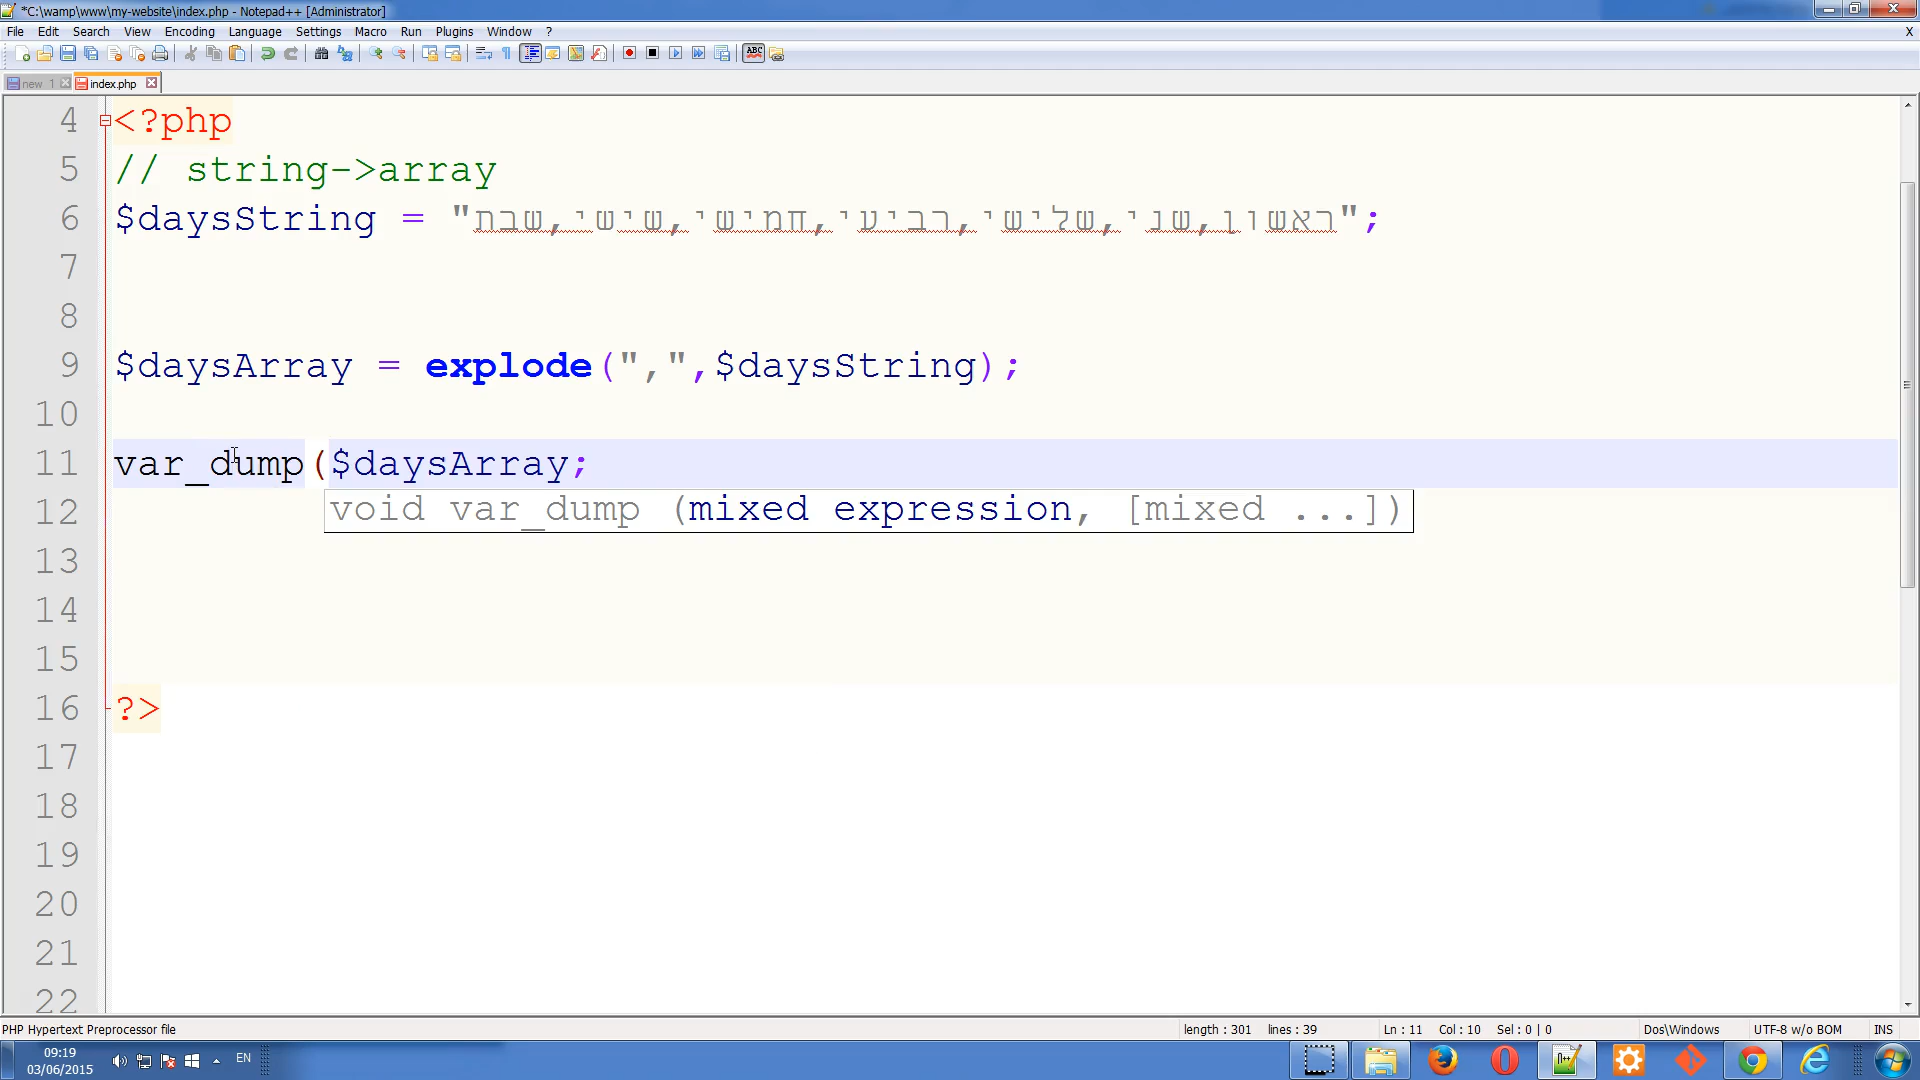 *C:\wamp\www\my-website\index.php - Notepad++ [Administrator]
File Edit Search View Encoding Language Settings Macro Run Plugins Window ? X
new 1 index.php
4 <?php
5 // string->array
6 $daysString = "ראשון,שני,שלישי,רביעי,חמישי,שישי,שבת";
7
8
9 $daysArray = explode(",",$daysString);
10
11 var_dump($daysArray;
void var_dump (mixed expression, [mixed ...])
12
13
14
15
16 ?>
17
18
19
20
21
22
PHP Hypertext Preprocessor file length : 301 lines : 39 Ln : 11 Col : 10 Sel : 0 | 0 Dos\Windows UTF-8 w/o BOM INS
09:19 EN
03/06/2015